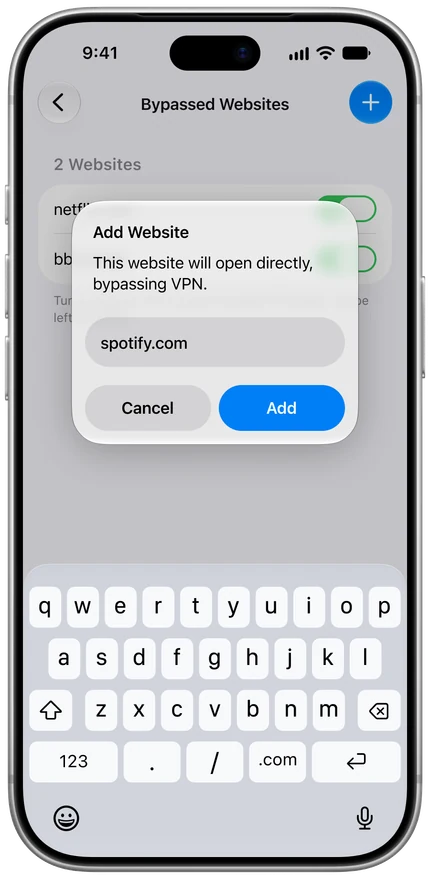 9:41
Bypassed Websites
2 Websites
Add Website
This website will open directly,
bypassing VPN.
spotify.com
Cancel
Add
q w e r t y u i o p
a s d f g h j k l
z x c v b n m
123 . / .com